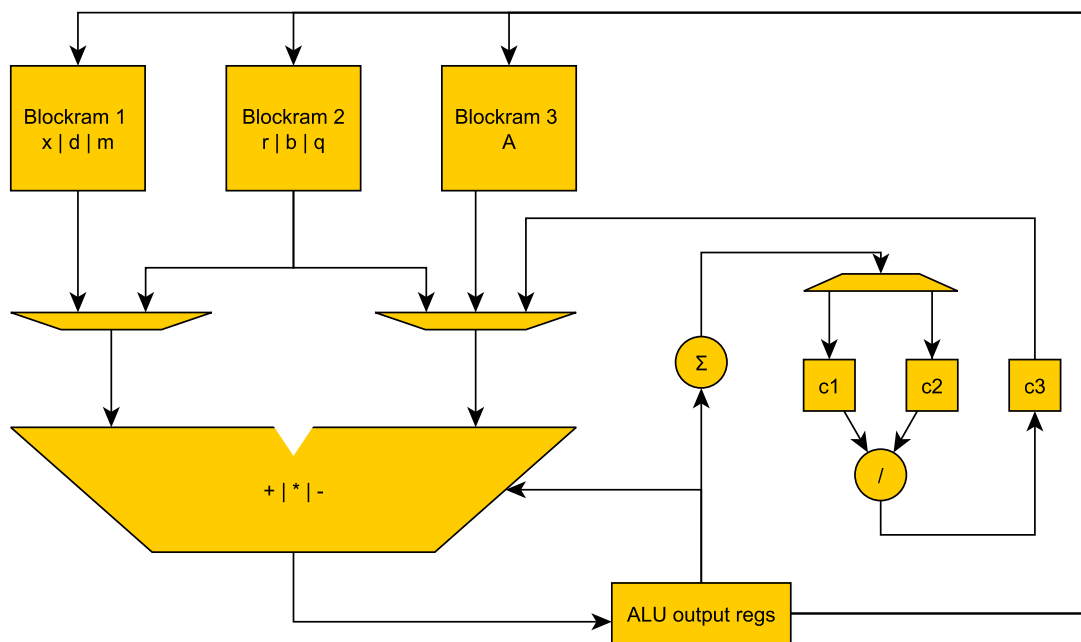 Blockram 1
x | d | m
Blockram 2
r | b | q
Blockram 3
A
Σ
c1
c2
c3
/
+ | * | -
ALU output regs